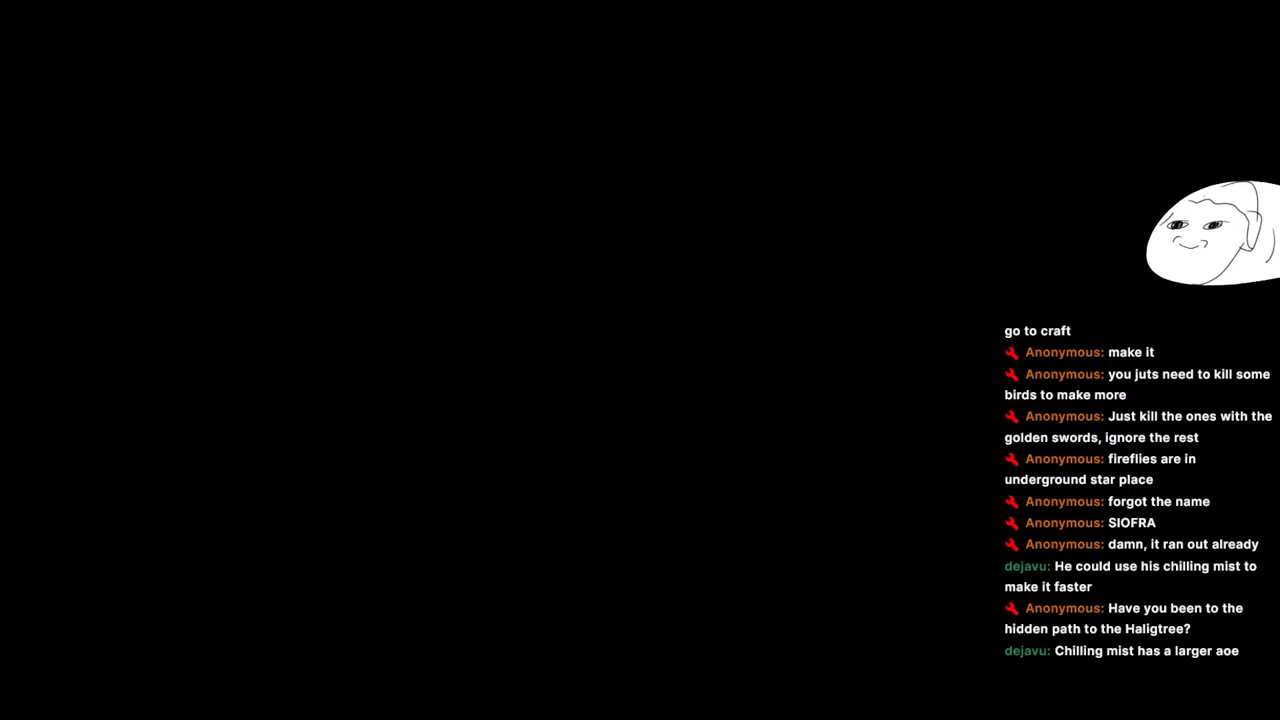 go to craft
Anonymous: make it
Anonymous: you juts need to kill some
birds to make more
Anonymous: Just kill the ones with the
golden swords, ignore the rest
Anonymous: fireflies are in
underground star place
Anonymous: forgot the name
Anonymous: SIOFRA
Anonymous: damn, it ran out already
dejavu: He could use his chilling mist to
make it faster
Anonymous: Have you been to the
hidden path to the Haligtree?
dejavu: Chilling mist has a larger aoe